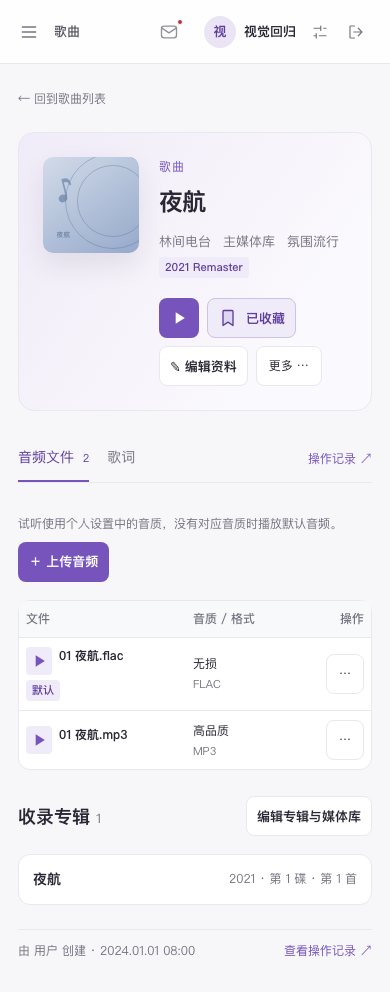 歌曲
视 视觉回归
← 回到歌曲列表
夜航
歌曲
夜航
林间电台 主媒体库 氛围流行
2021 Remaster
已收藏
✎ 编辑资料 更多 ···
音频文件 2 歌词 操作记录 ↗
试听使用个人设置中的音质，没有对应音质时播放默认音频。
+ 上传音频
文件 音质 / 格式 操作
01 夜航.flac 无损 ···
默认 FLAC
01 夜航.mp3 高品质 ···
MP3
收录专辑 1 编辑专辑与媒体库
夜航 2021 · 第 1 碟 · 第 1 首
由 用户 创建 · 2024.01.01 08:00 查看操作记录 ↗